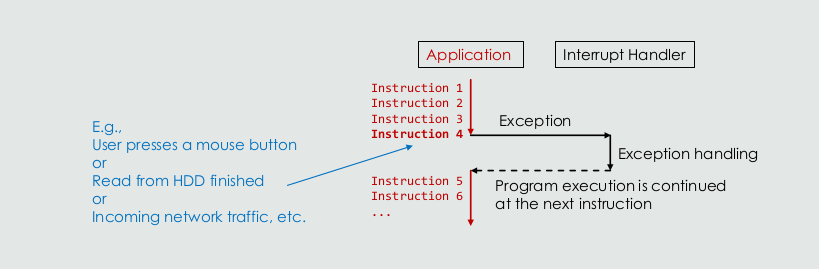 Application
Interrupt Handler
Instruction 1
Instruction 2
Instruction 3
Instruction 4
Exception
Exception handling
E.g.,
User presses a mouse button
or
Read from HDD finished
or
Incoming network traffic, etc.
Instruction 5
Instruction 6
...
Program execution is continued
at the next instruction